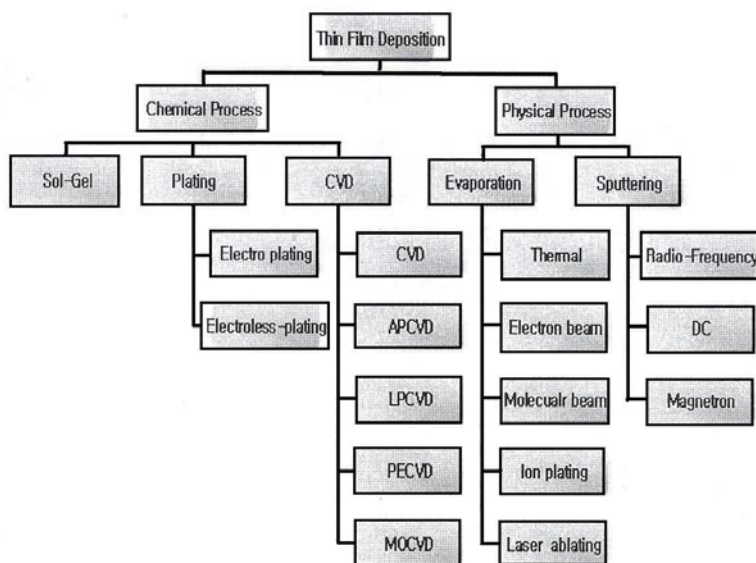 Thin Film Deposition
Chemical Process
Physical Process
Sol-Gel
Plating
CVD
Evaporation
Sputtering
Electro plating
CVD
Thermal
Radio-Frequency
Electroless-plating
APCVD
Electron beam
DC
LPCVD
Molecualr beam
Magnetron
PECVD
Ion plating
MOCVD
Laser ablating